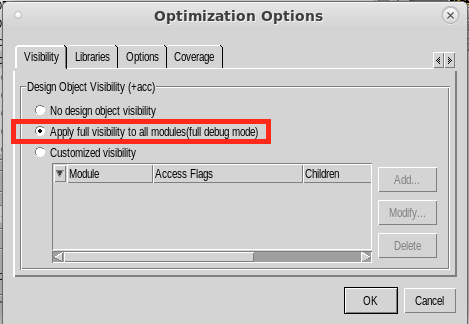 Optimization Options
Visibility Libraries Options Coverage
Design Object Visibility (+acc)
No design object visibility
Apply full visibility to all modules(full debug mode)
Customized visibility
Module Access Flags Children
Add...
Modify...
Delete
OK Cancel